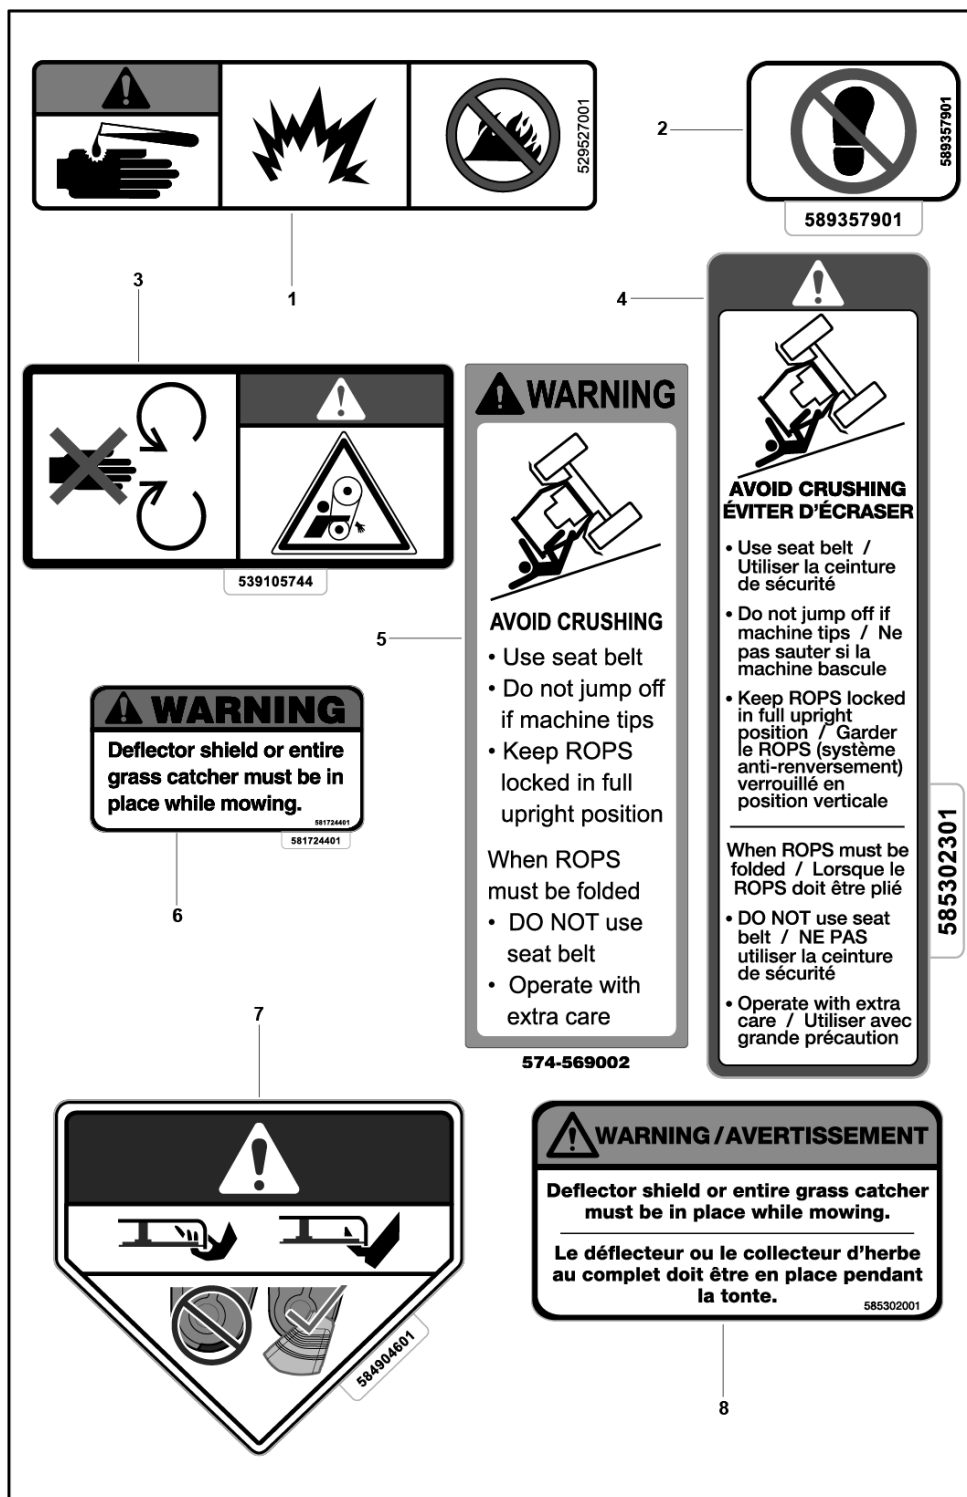 529527001
1
2
589357901
589357901
3
539105744
4
AVOID CRUSHING
ÉVITER D'ÉCRASER
• Use seat belt /
Utiliser la ceinture
de sécurité
• Do not jump off if
machine tips / Ne
pas sauter si la
machine bascule
• Keep ROPS locked
in full upright
position / Garder
le ROPS (système
anti-renversement)
verrouillé en
position verticale
When ROPS must be
folded / Lorsque le
ROPS doit être plié
• DO NOT use seat
belt / NE PAS
utiliser la ceinture
de sécurité
• Operate with extra
care / Utiliser avec
grande précaution
585302301
5
WARNING
AVOID CRUSHING
• Use seat belt
• Do not jump off
if machine tips
• Keep ROPS
locked in full
upright position
When ROPS
must be folded
• DO NOT use
seat belt
• Operate with
extra care
574-569002
WARNING
Deflector shield or entire
grass catcher must be in
place while mowing.
581724401
581724401
6
7
584904601
WARNING/AVERTISSEMENT
Deflector shield or entire grass catcher
must be in place while mowing.
Le déflecteur ou le collecteur d'herbe
au complet doit être en place pendant
la tonte.
585302001
8